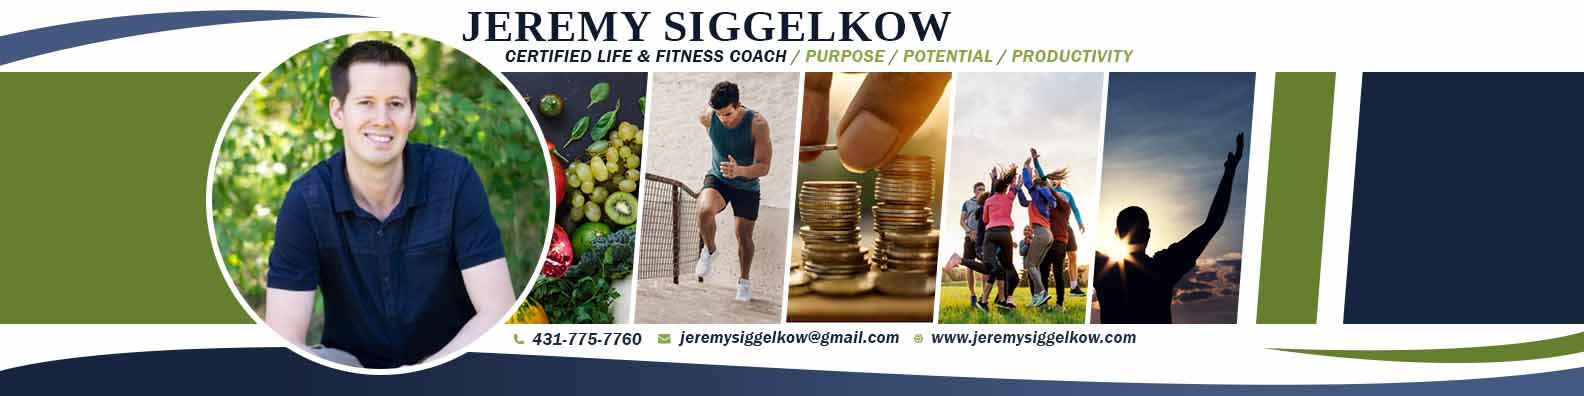 JEREMY SIGGELKOW
CERTIFIED LIFE & FITNESS COACH / PURPOSE / POTENTIAL / PRODUCTIVITY
431-775-7760 jeremysiggelkow@gmail.com www.jeremysiggelkow.com